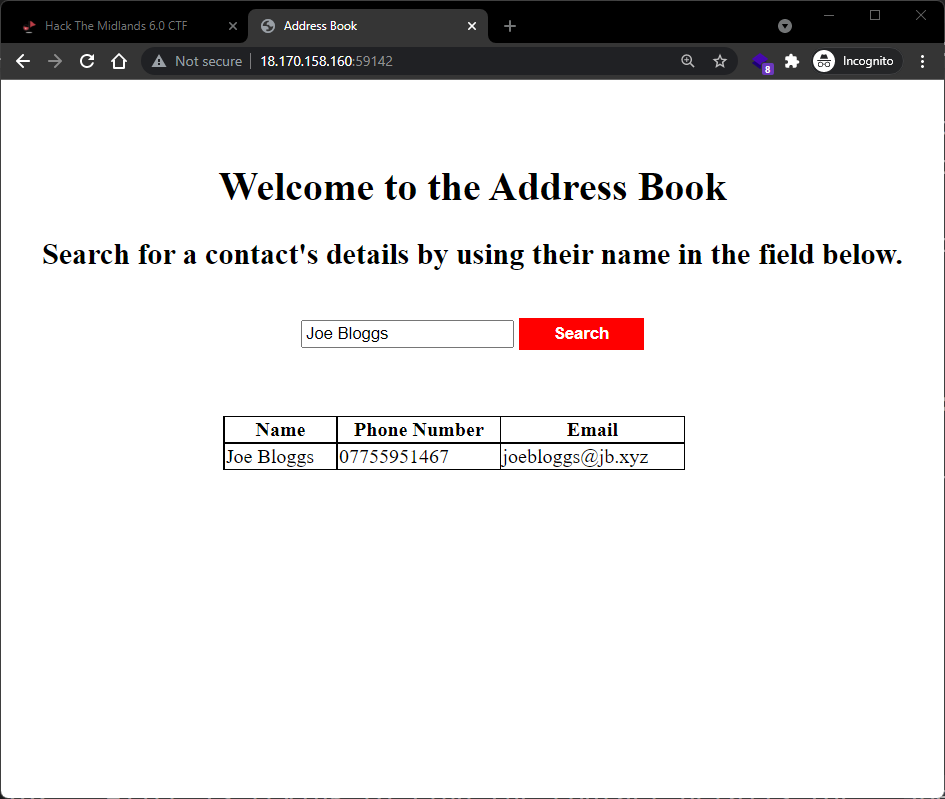 Hack The Midlands 6.0 CTF
Address Book
Not secure 18.170.158.160:59142
8
Incognito
Welcome to the Address Book
Search for a contact's details by using their name in the field below.
Joe Bloggs Search
Name Phone Number Email
Joe Bloggs 07755951467 joebloggs@jb.xyz